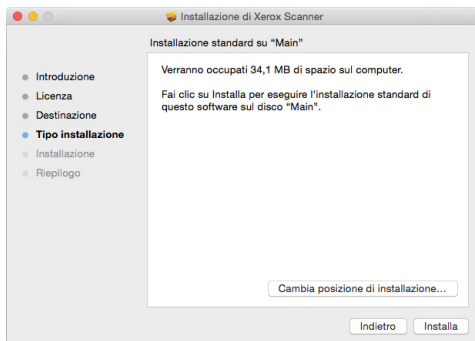 Installazione di Xerox Scanner
Installazione standard su “Main”
Introduzione
Licenza
Destinazione
Tipo installazione
Installazione
Riepilogo
Verranno occupati 34,1 MB di spazio sul computer.
Fai clic su Installa per eseguire l'installazione standard di
questo software sul disco “Main”.
Cambia posizione di installazione...
Indietro
Installa